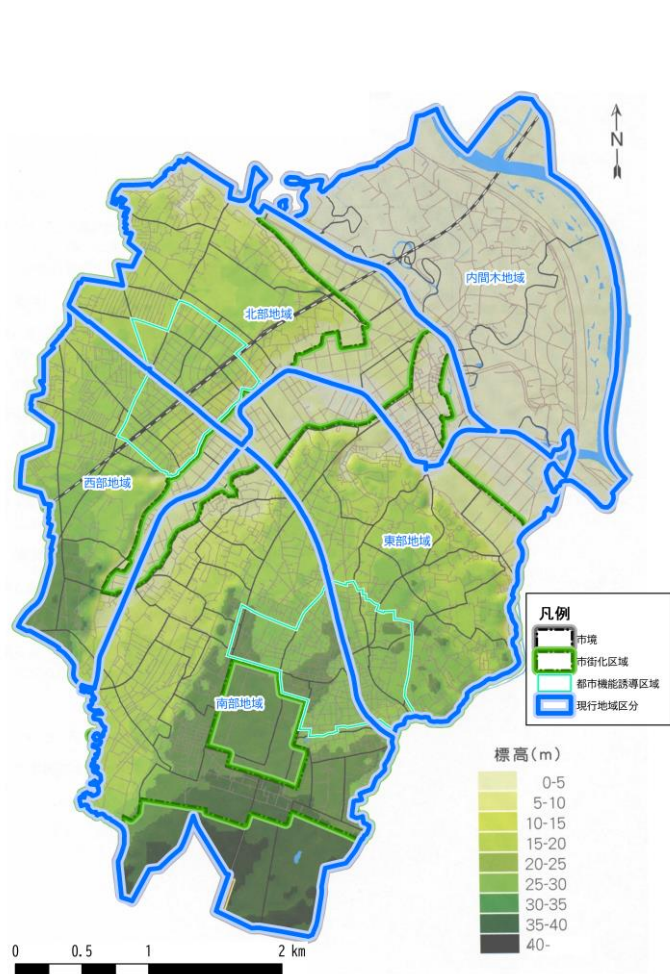 N
内間木地域
北部地域
西部地域
東部地域
南部地域
凡例
市境
市街化区域
都市機能誘導区域
現行地域区分
標高(m)
0-5
5-10
10-15
15-20
20-25
25-30
30-35
35-40
40-
0 0.5 1 2 km